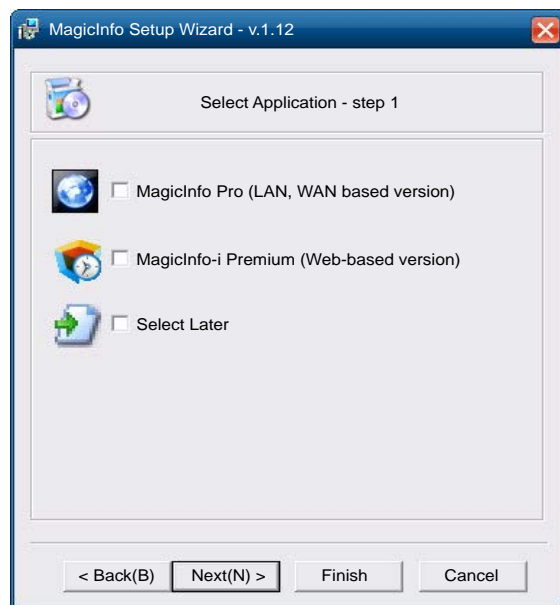 MagicInfo Setup Wizard - v.1.12
Select Application - step 1
MagicInfo Pro (LAN, WAN based version)
MagicInfo-i Premium (Web-based version)
Select Later
< Back(B) Next(N) > Finish Cancel